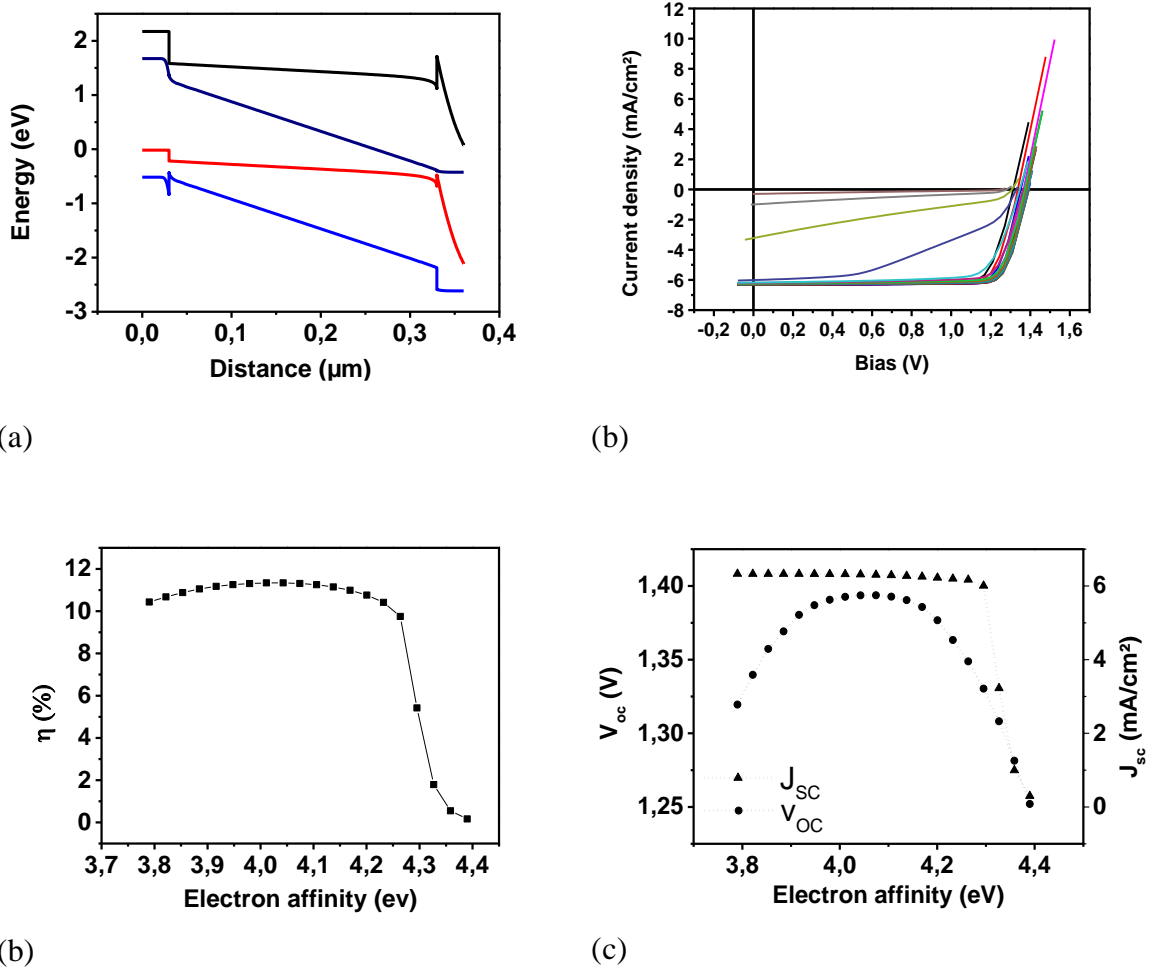 2
1
0
-1
-2
-3
0,0 0,1 0,2 0,3 0,4
Energy (eV)
Distance (µm)
12
10
8
6
4
2
0
-2
-4
-6
-8
-0,2 0,0 0,2 0,4 0,6 0,8 1,0 1,2 1,4 1,6
Current density (mA/cm²)
Bias (V)
(a)
(b)
12
10
8
6
4
2
0
3,7 3,8 3,9 4,0 4,1 4,2 4,3 4,4
η (%)
Electron affinity (ev)
1,40
1,35
1,30
1,25
3,8 4,0 4,2 4,4
6
4
2
0
Voc (V)
Jsc (mA/cm²)
JSC
VOC
Electron affinity (eV)
(b)
(c)